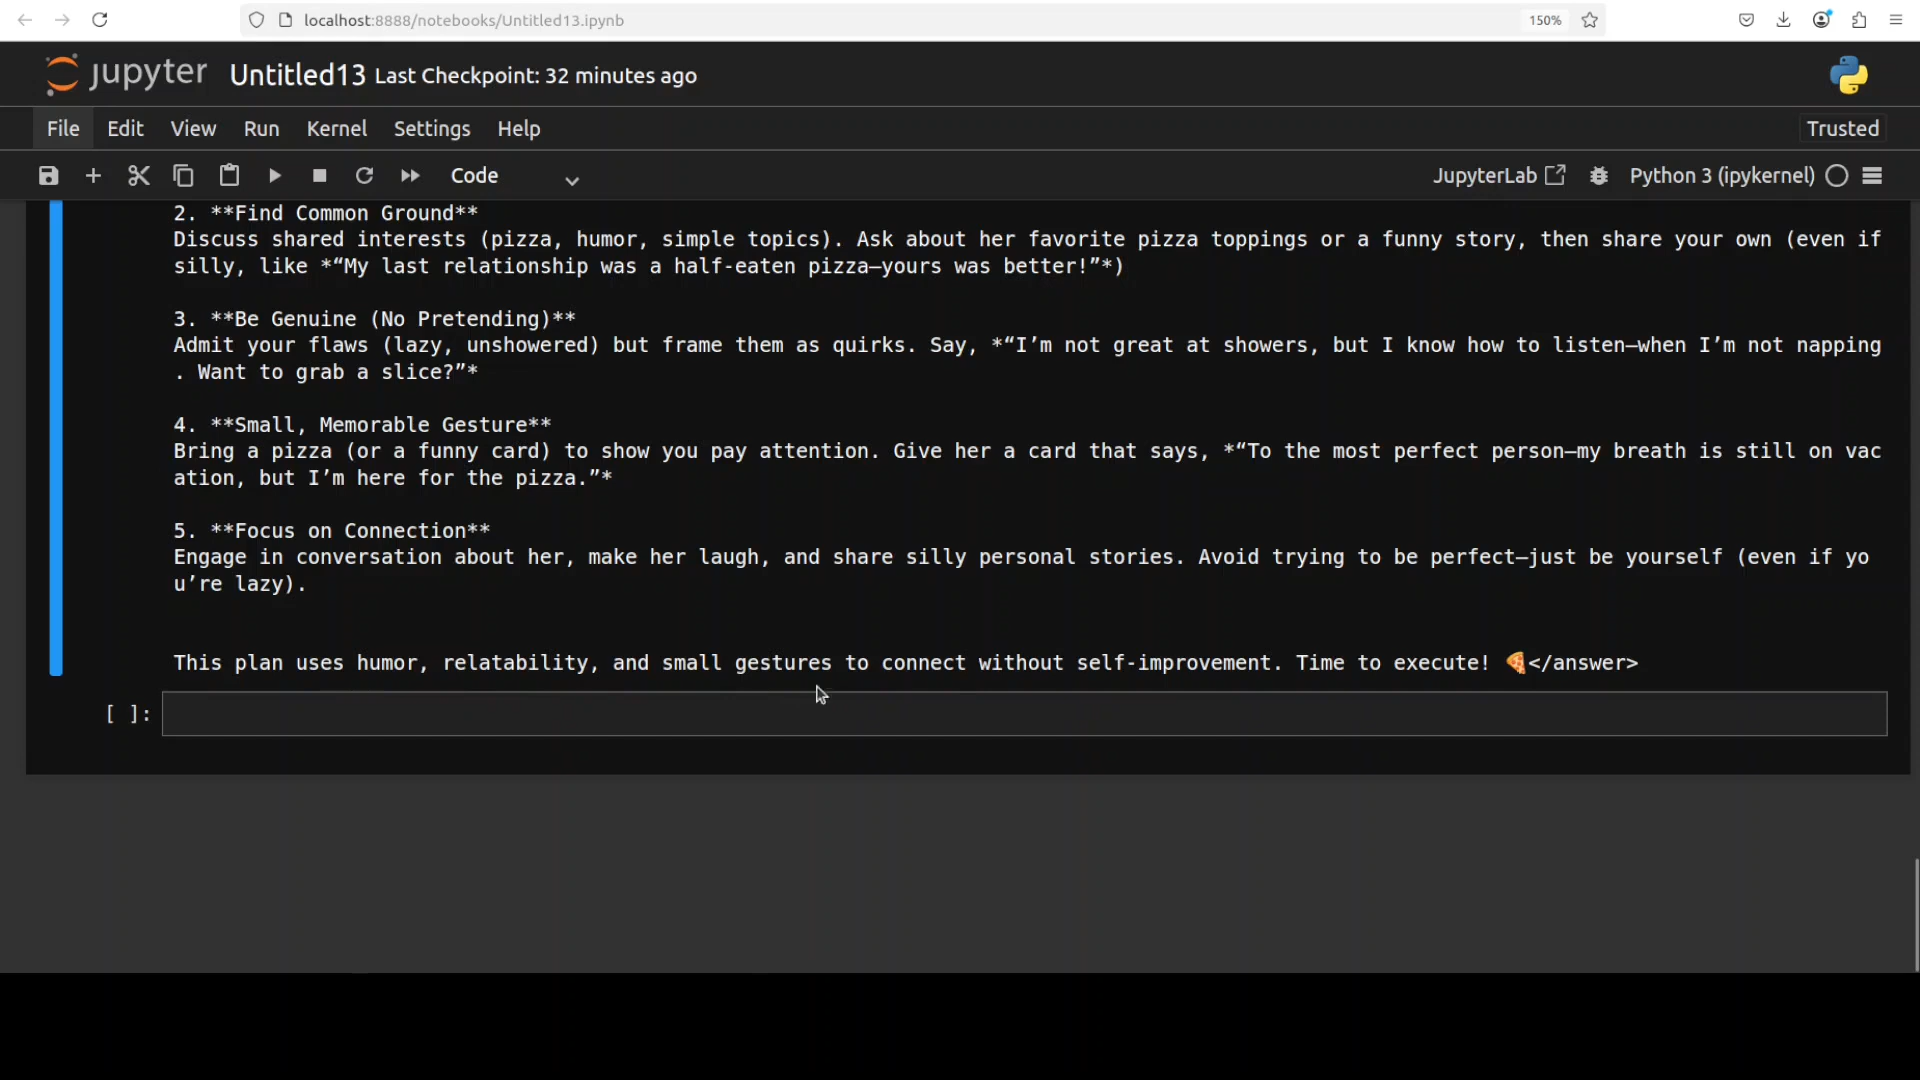 localhost:8888/notebooks/Untitled13.ipynb
150%
jupyter Untitled13 Last Checkpoint: 32 minutes ago
File Edit View Run Kernel Settings Help Trusted
Code JupyterLab Python 3 (ipykernel)
2. **Find Common Ground**
Discuss shared interests (pizza, humor, simple topics). Ask about her favorite pizza toppings or a funny story, then share your own (even if
silly, like *“My last relationship was a half-eaten pizza—yours was better!”*)
3. **Be Genuine (No Pretending)**
Admit your flaws (lazy, unshowered) but frame them as quirks. Say, *“I’m not great at showers, but I know how to listen—when I’m not napping
. Want to grab a slice?”*
4. **Small, Memorable Gesture**
Bring a pizza (or a funny card) to show you pay attention. Give her a card that says, *“To the most perfect person—my breath is still on vac
ation, but I’m here for the pizza.”*
5. **Focus on Connection**
Engage in conversation about her, make her laugh, and share silly personal stories. Avoid trying to be perfect—just be yourself (even if yo
u’re lazy).
This plan uses humor, relatability, and small gestures to connect without self-improvement. Time to execute! 🍕</answer>
[ ]: